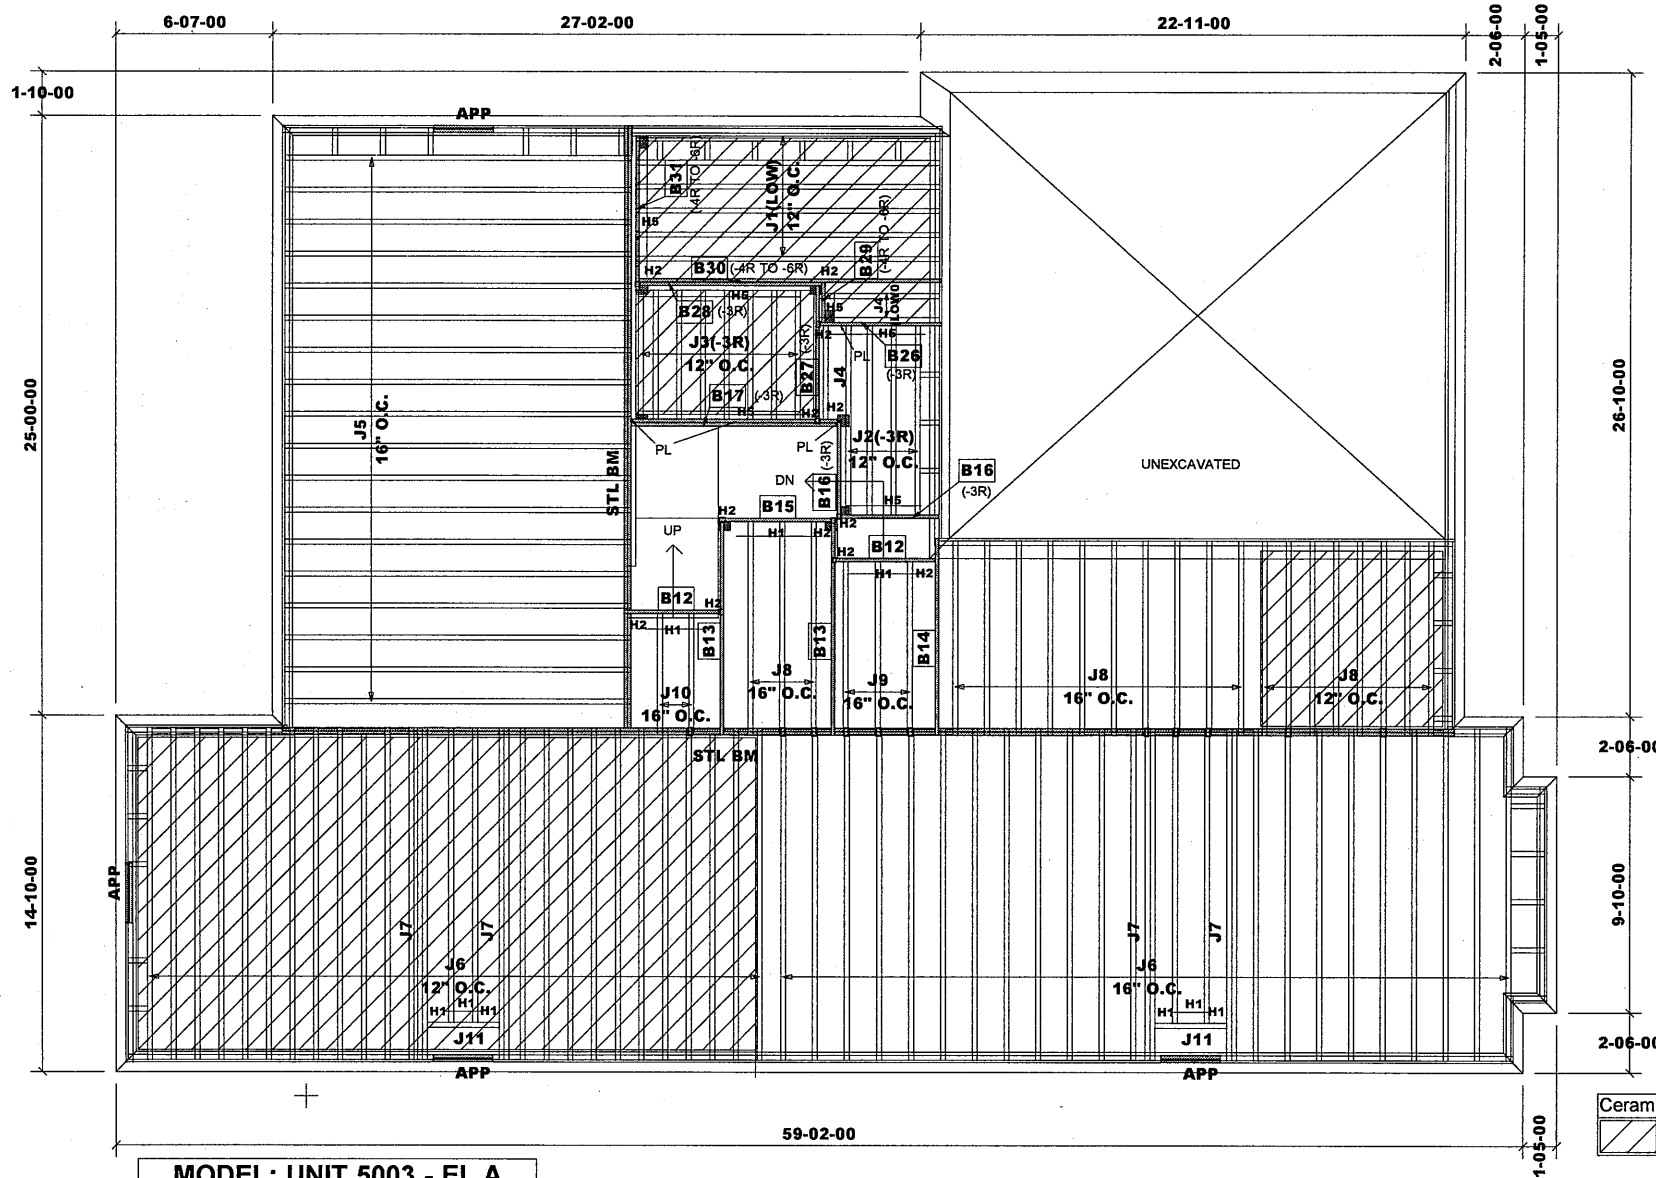 6-07-00
27-02-00
22-11-00
2-06-00
1-05-00
1-10-00
25-00-00
14-10-00
26-10-00
2-06-00
9-10-00
2-06-00
APP
B31
(-4R TO -6R)
J1(LOW)
12" O.C.
H5
B29
(-4R TO -6R)
H2
B30 (-4R TO -6R)
H2
H5
B28 (-3R)
H5
J4
H2
H5
J3(-3R)
12" O.C.
B27 (-3R)
PL
B26
(-3R)
J4
B17 (-3R)
H2
H2
J5
16" O.C.
STL BM
PL
PL
J2(-3R)
12" O.C.
B16 (-3R)
DN
B16
(-3R)
UNEXCAVATED
H5
H2
B15
H2
UP
H1
H2
H2
B12
H1
H2
B12
H2
H2
H1
B13
B13
B14
J10
16" O.C.
J8
16" O.C.
J9
16" O.C.
J8
16" O.C.
J8
12" O.C.
STL BM
APP
J7
J7
J6
12" O.C.
H1
H1
H1
J11
APP
J7
J7
J6
16" O.C.
H1
H1
H1
J11
APP
59-02-00
1-05-00
Ceram
MODEL: UNIT 5003 - EL A